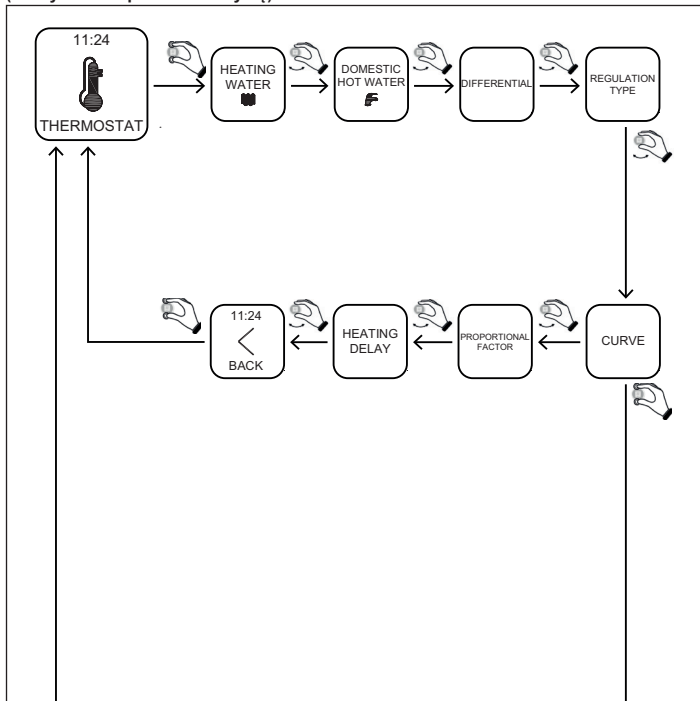 11:24
THERMOSTAT
HEATING
WATER
DOMESTIC
HOT WATER
DIFFERENTIAL
REGULATION
TYPE
11:24
BACK
HEATING
DELAY
PROPORTIONAL
FACTOR
CURVE